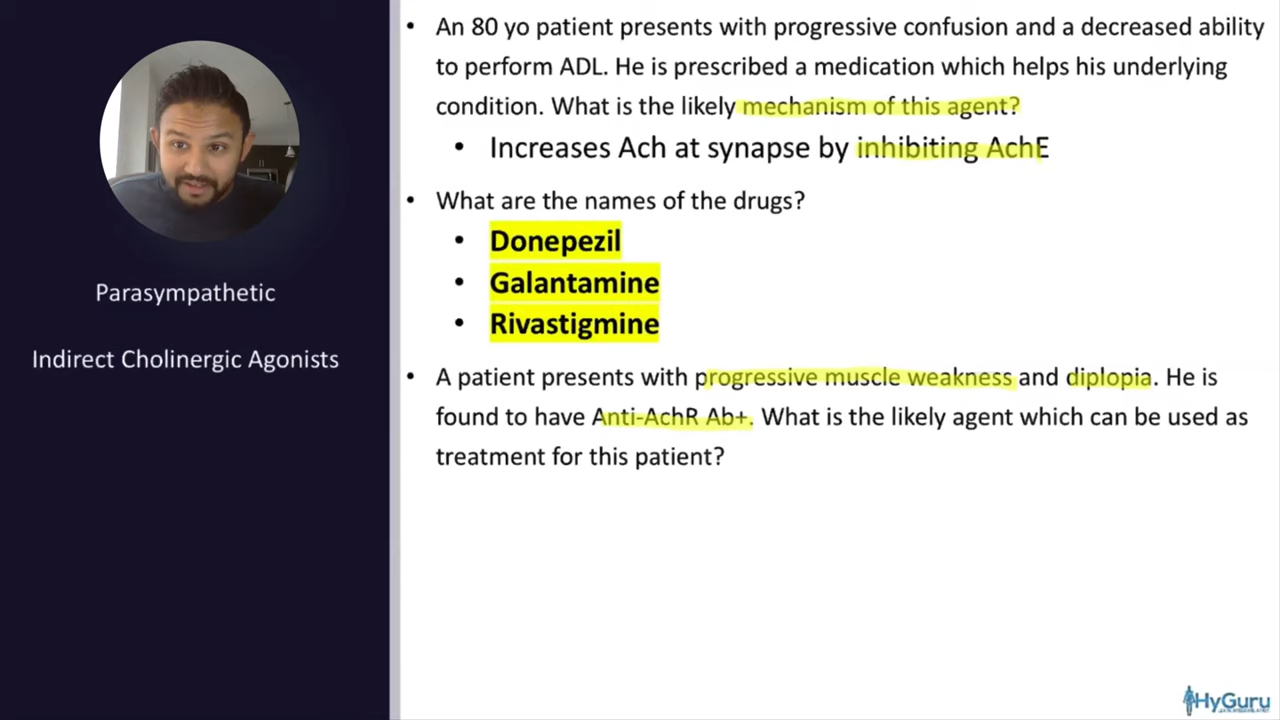 Parasympathetic
Indirect Cholinergic Agonists
• An 80 yo patient presents with progressive confusion and a decreased ability
to perform ADL. He is prescribed a medication which helps his underlying
condition. What is the likely mechanism of this agent?
• Increases Ach at synapse by inhibiting AchE
• What are the names of the drugs?
• Donepezil
• Galantamine
• Rivastigmine
• A patient presents with progressive muscle weakness and diplopia. He is
found to have Anti-AchR Ab+. What is the likely agent which can be used as
treatment for this patient?
HyGuru